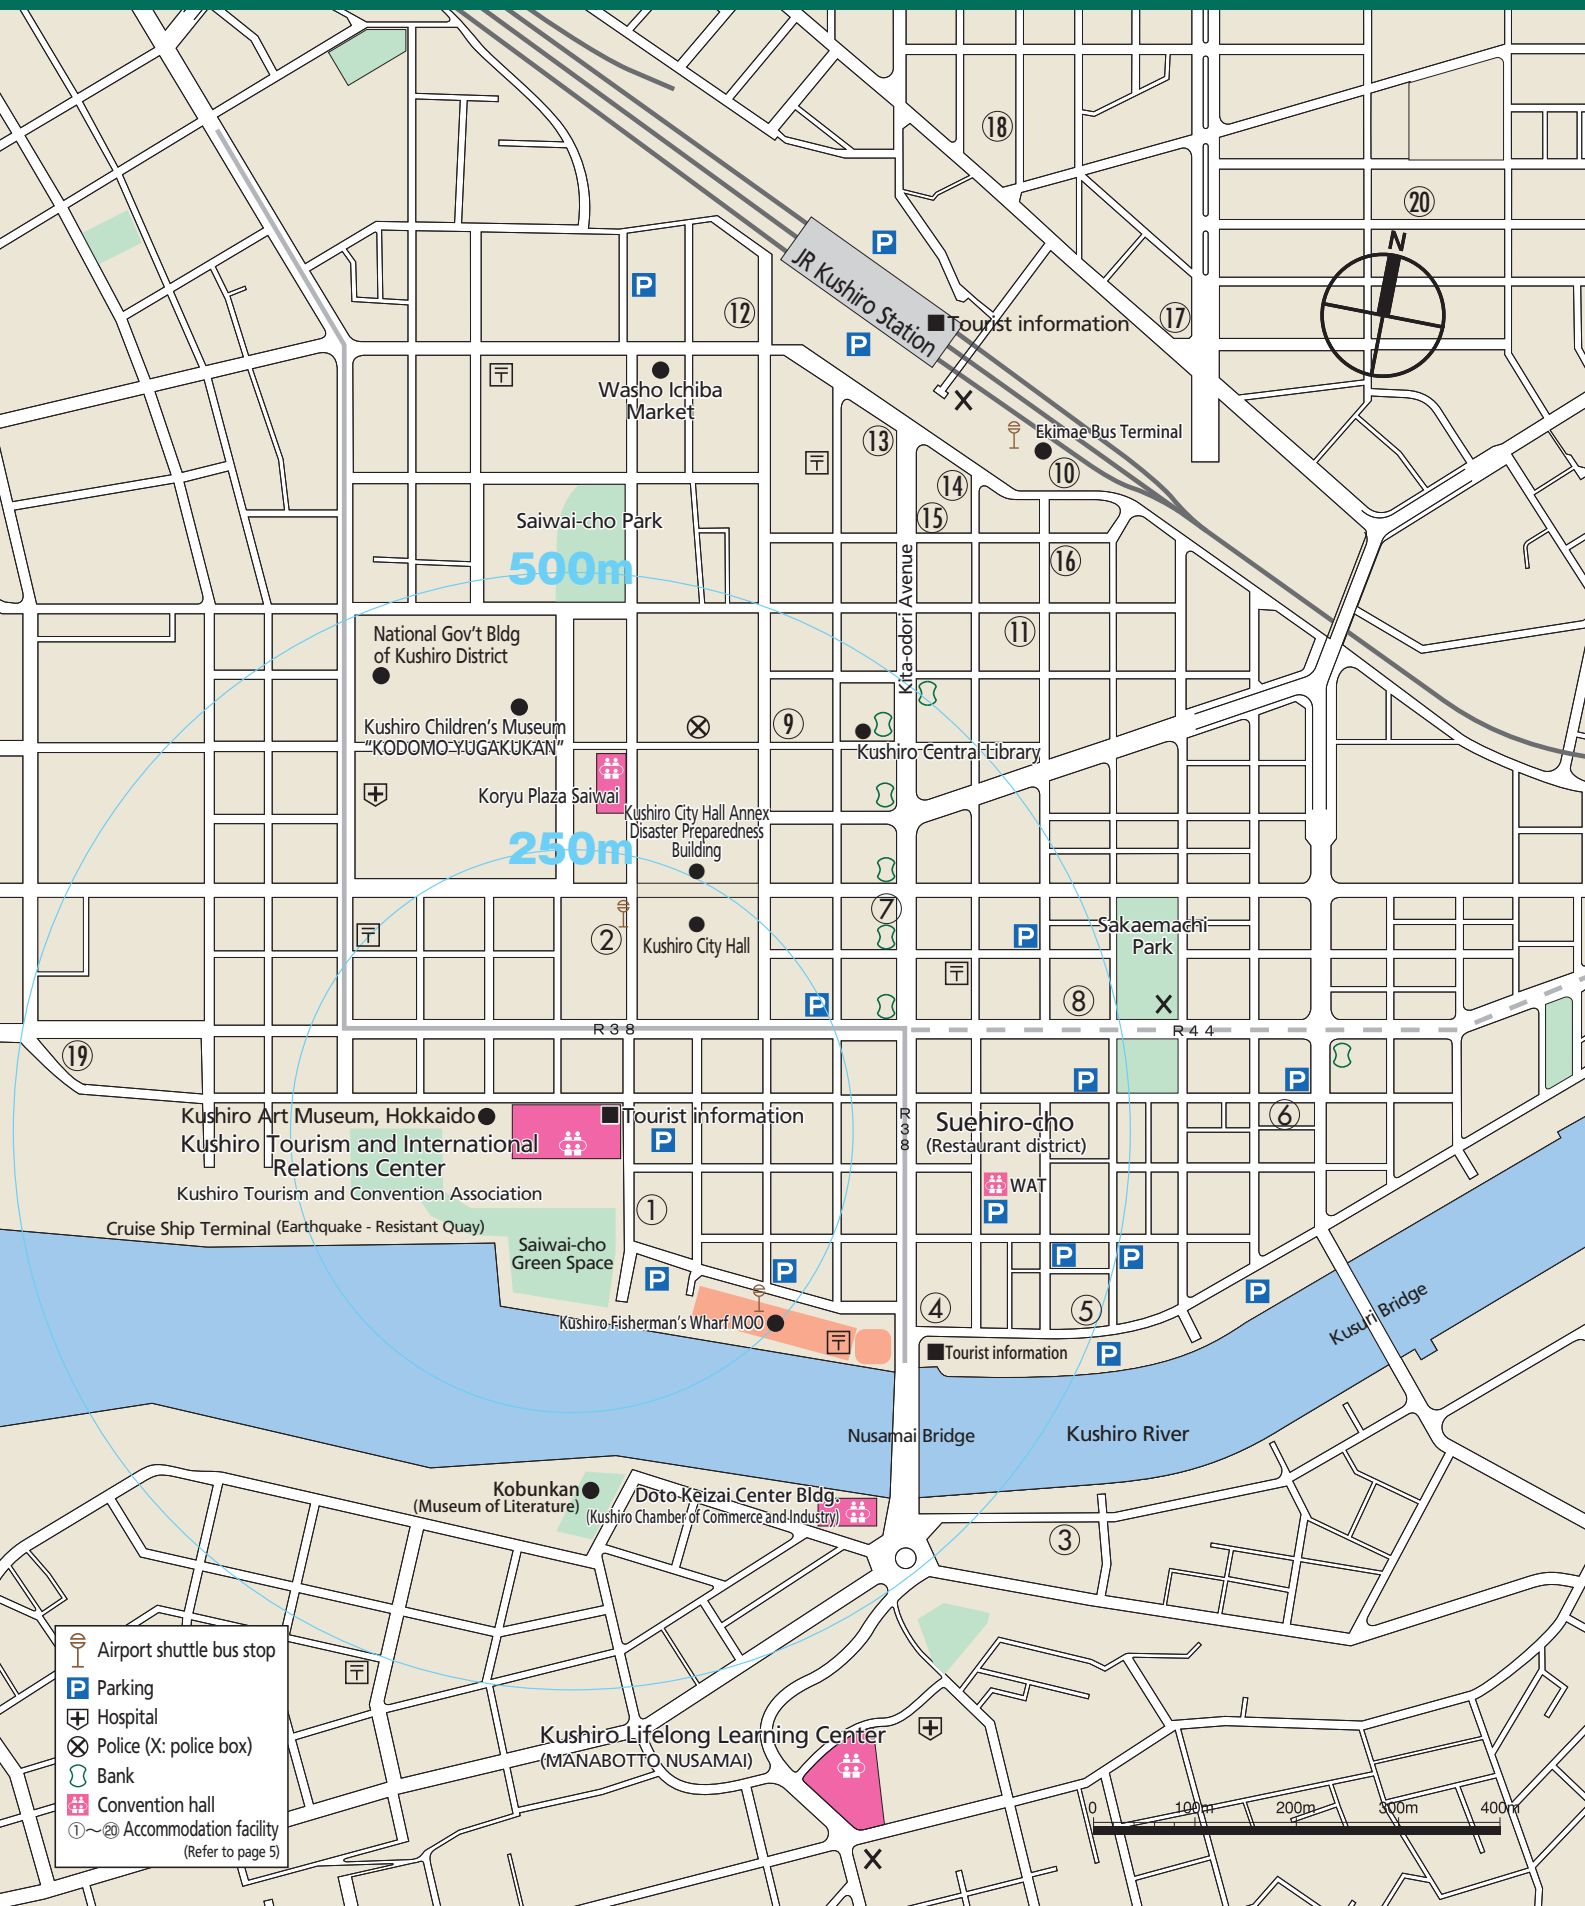 18
20
N
P
P
12
JR Kushiro Station
17
Tourist information
P
〒
Washo Ichiba
Market
X
Ekimae Bus Terminal
13
〒
10
14
15
Saiwai-cho Park
16
500m
Kita-odori Avenue
National Gov't Bldg
of Kushiro District
11
Kushiro Children's Museum
"KODOMO YUGAKUKAN"
9
Kushiro Central Library
Koryu Plaza Saiwai
Kushiro City Hall Annex
Disaster Preparedness
Building
250m
7
Sakaemachi
Park
〒
2
Kushiro City Hall
P
〒
P
8
X
R38
R44
19
P
P
Kushiro Art Museum, Hokkaido
Tourist information
R38
Suehiro-cho
(Restaurant district)
6
Kushiro Tourism and International
Relations Center
P
Kushiro Tourism and Convention Association
WAT
P
1
Cruise Ship Terminal (Earthquake - Resistant Quay)
Saiwai-cho
Green Space
P
P
P
P
P
4
5
Kushiro Fisherman's Wharf MOO
〒
Kusuri Bridge
Tourist information
P
Nusamai Bridge
Kushiro River
Kobunkan
(Museum of Literature)
Doto Keizai Center Bldg.
(Kushiro Chamber of Commerce and Industry)
3
〒
Kushiro Lifelong Learning Center
(MANABOTTO NUSAMAI)
X
0 100m 200m 300m 400m
Airport shuttle bus stop
P Parking
Hospital
Police (X: police box)
Bank
Convention hall
①~⑳ Accommodation facility
(Refer to page 5)